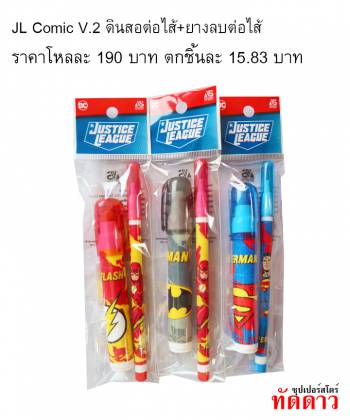 JL Comic V.2 ดินสอต่อไส้+ยางลบต่อไส้
ราคาโหลละ 190 บาท ตกชิ้นละ 15.83 บาท
DC
JUSTICE
LEAGUE
DC
JUSTICE
LEAGUE
DC
JUSTICE
LEAGUE
FLASH
MAN
ERMAN
ซุปเปอร์สโตร์
ทัดดาว